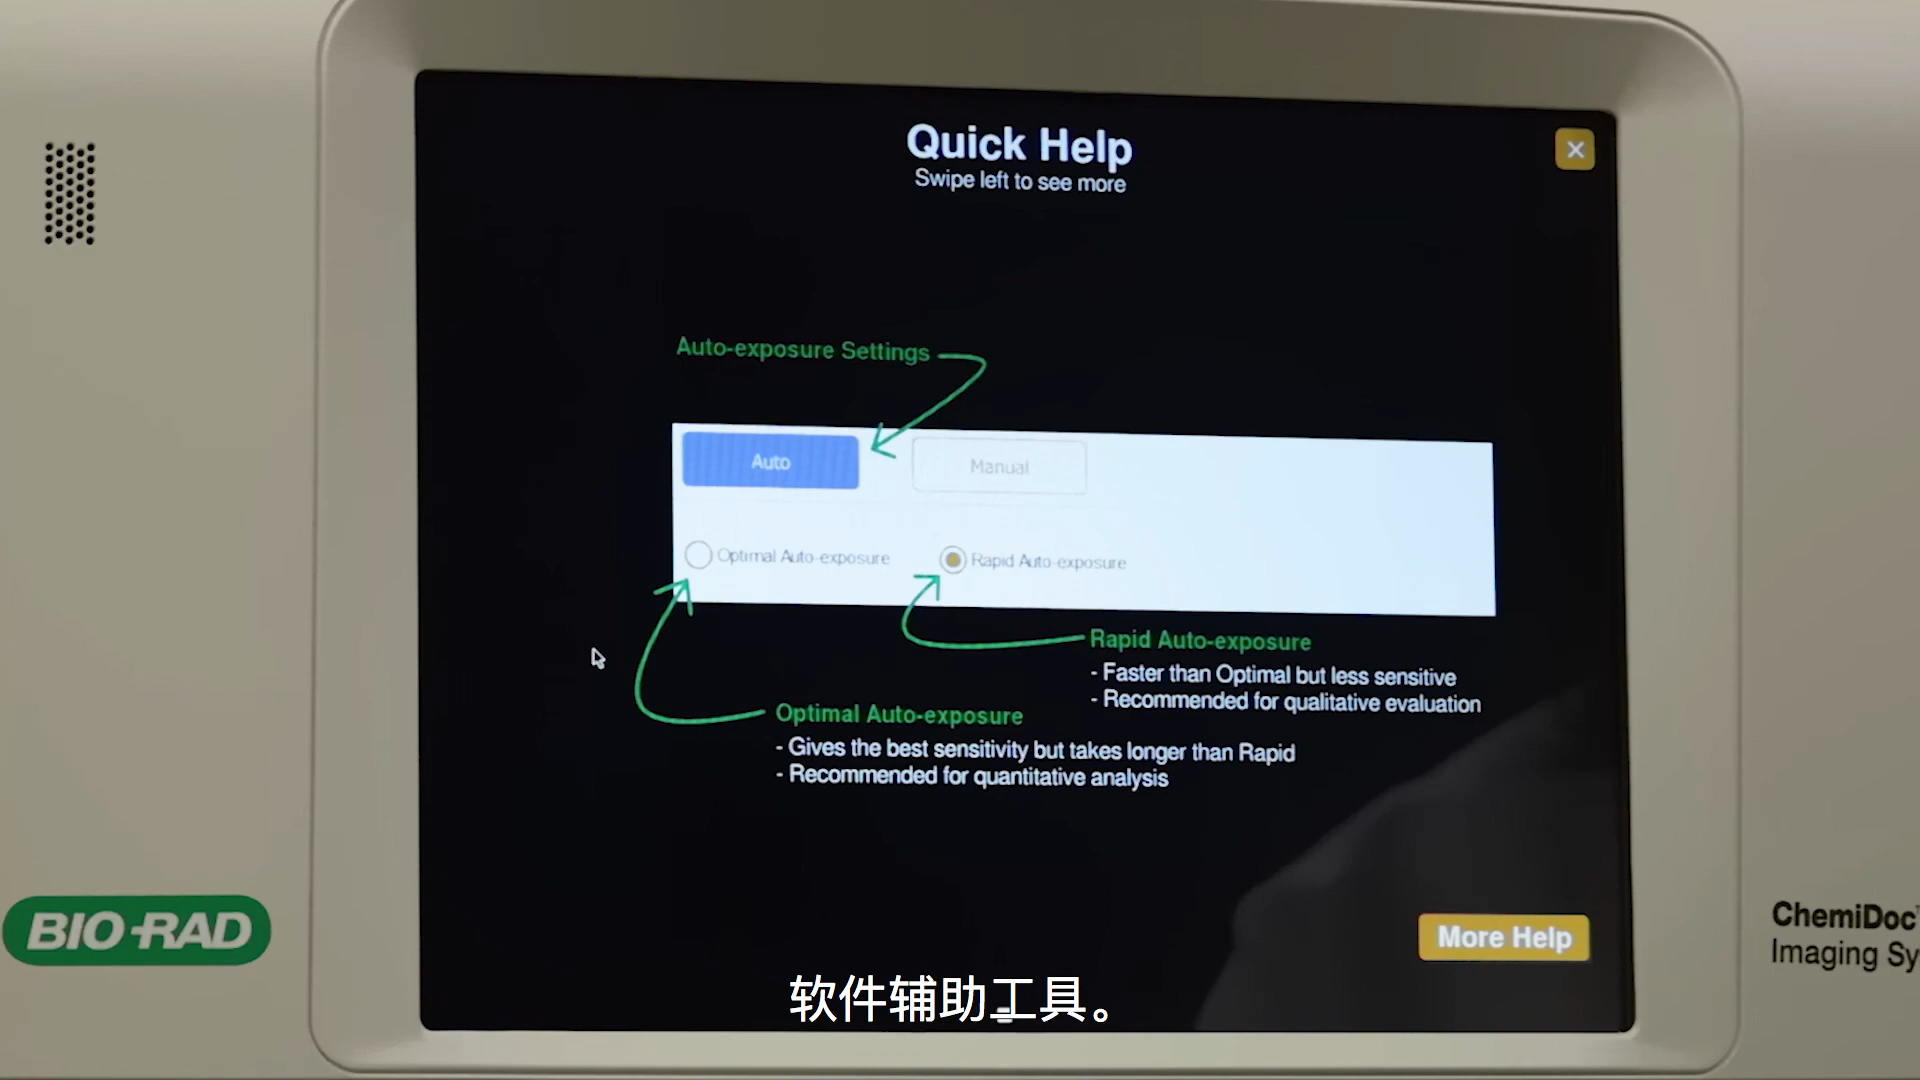 Quick Help
Swipe left to see more
Auto-exposure Settings
Auto
Manual
Optimal Auto-exposure
Rapid Auto-exposure
Rapid Auto-exposure
- Faster than Optimal but less sensitive
- Recommended for qualitative evaluation
Optimal Auto-exposure
- Gives the best sensitivity but takes longer than Rapid
- Recommended for quantitative analysis
More Help
BIO-RAD
ChemiDoc
Imaging Sy
软件辅助工具。